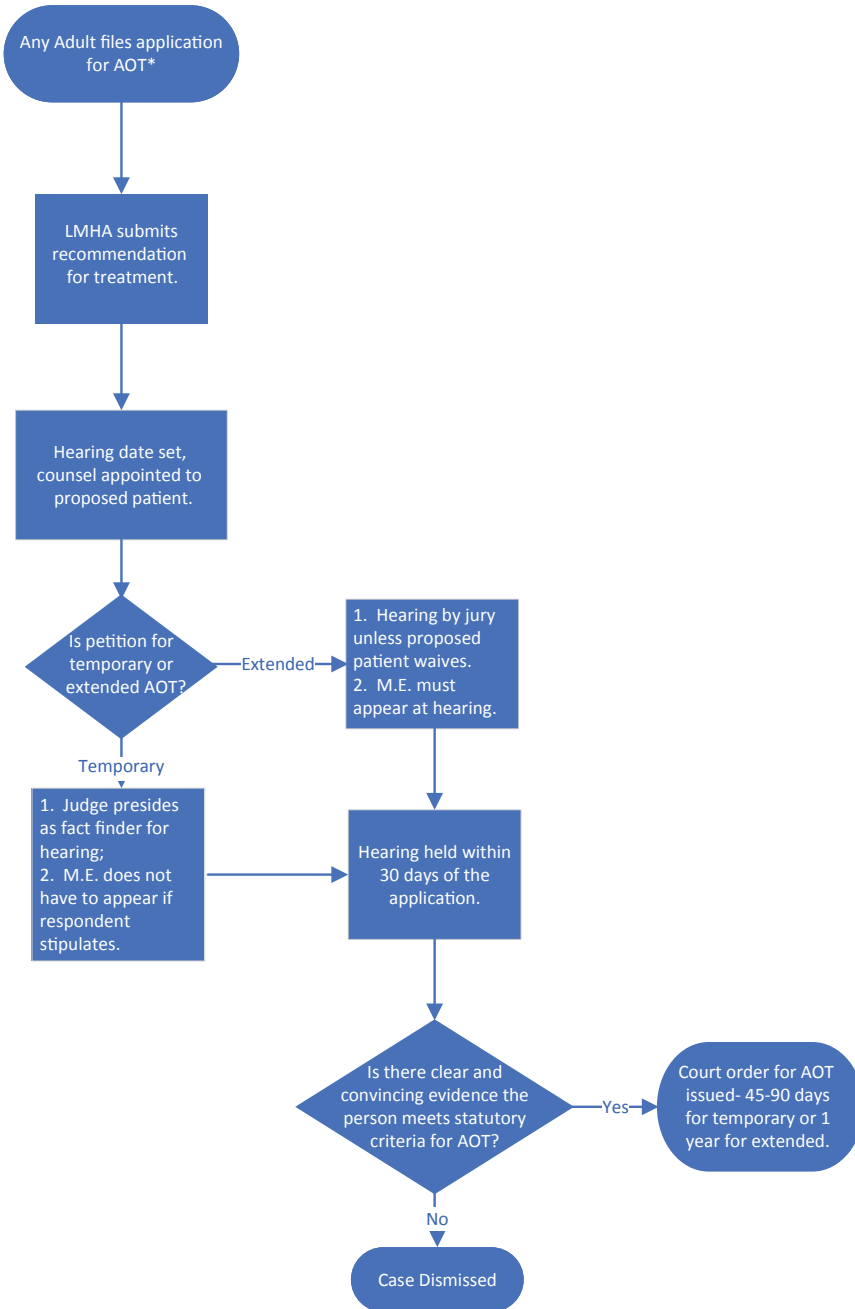 Any Adult files application
for AOT*
LMHA submits
recommendation
for treatment.
Hearing date set,
counsel appointed to
proposed patient.
Is petition for
temporary or
extended AOT?
Extended
1. Hearing by jury
unless proposed
patient waives.
2. M.E. must
appear at hearing.
Temporary
1. Judge presides
as fact finder for
hearing;
2. M.E. does not
have to appear if
respondent
stipulates.
Hearing held within
30 days of the
application.
Is there clear and
convincing evidence the
person meets statutory
criteria for AOT?
Yes
Court order for AOT
issued- 45-90 days
for temporary or 1
year for extended.
No
Case Dismissed